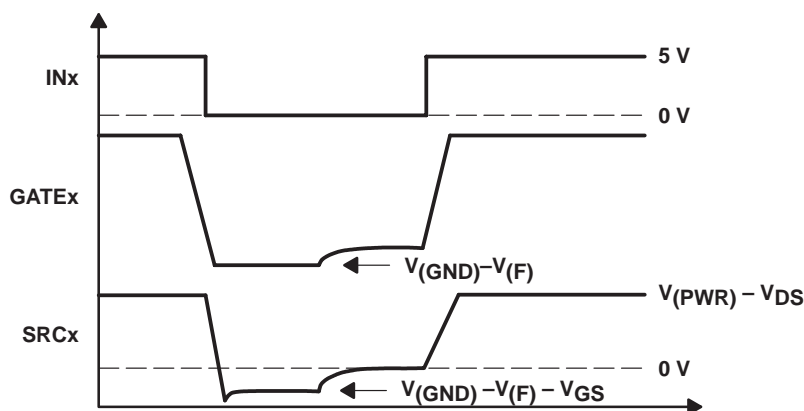 5 V
INx
0 V
GATEx
V(GND)–V(F)
V(PWR) – VDS
SRCx
0 V
V(GND) –V(F) – VGS